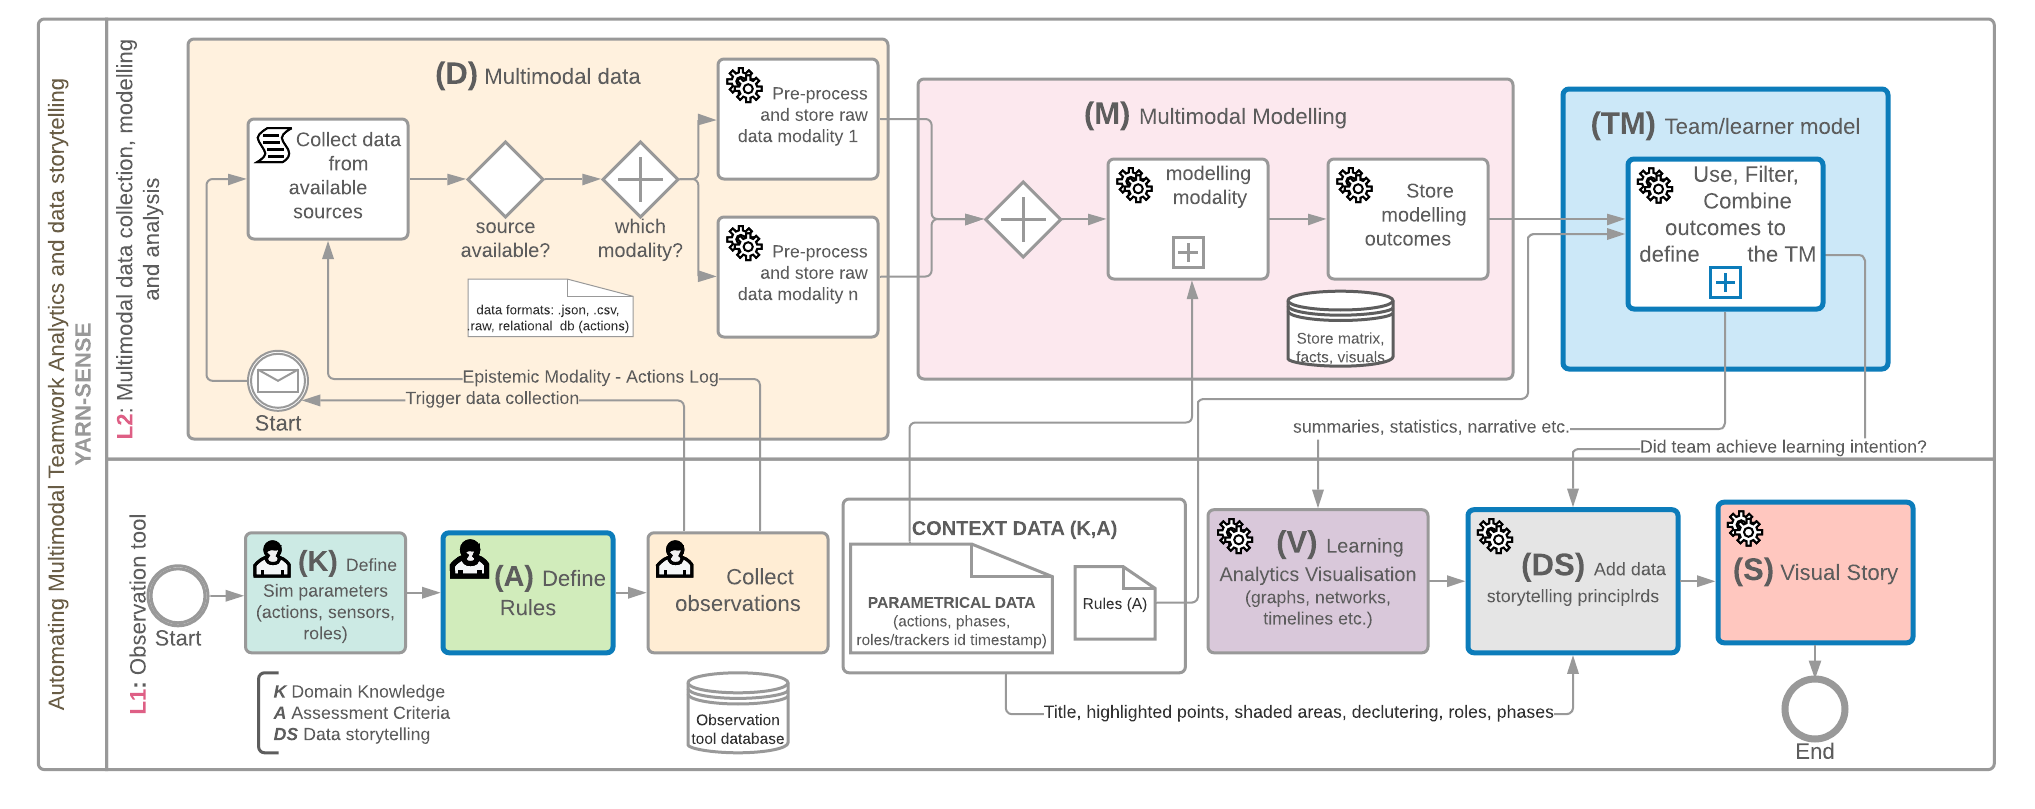 Automating Multimodal Teamwork Analytics and data storytelling
YARN-SENSE
L2: Multimodal data collection, modelling
and analysis
(D) Multimodal data
Collect data
from
available
sources
source
available?
which
modality?
Pre-process
and store raw
data modality 1
Pre-process
and store raw
data modality n
data formats: .json, .csv,
.raw, relational db (actions)
Start
Epistemic Modality - Actions Log
Trigger data collection
(M) Multimodal Modelling
modelling
modality
Store
modelling
outcomes
Store matrix,
facts, visuals
(TM) Team/learner model
Use, Filter,
Combine
outcomes to
define the TM
summaries, statistics, narrative etc.
Did team achieve learning intention?
L1: Observation tool
Start
(K) Define
Sim parameters
(actions, sensors,
roles)
(A) Define
Rules
Collect
observations
CONTEXT DATA (K,A)
PARAMETRICAL DATA
(actions, phases,
roles/trackers id timestamp)
Rules (A)
(V) Learning
Analytics Visualisation
(graphs, networks,
timelines etc.)
(DS) Add data
storytelling principlrds
(S) Visual Story
K Domain Knowledge
A Assessment Criteria
DS Data storytelling
Observation
tool database
Title, highlighted points, shaded areas, declutering, roles, phases
End